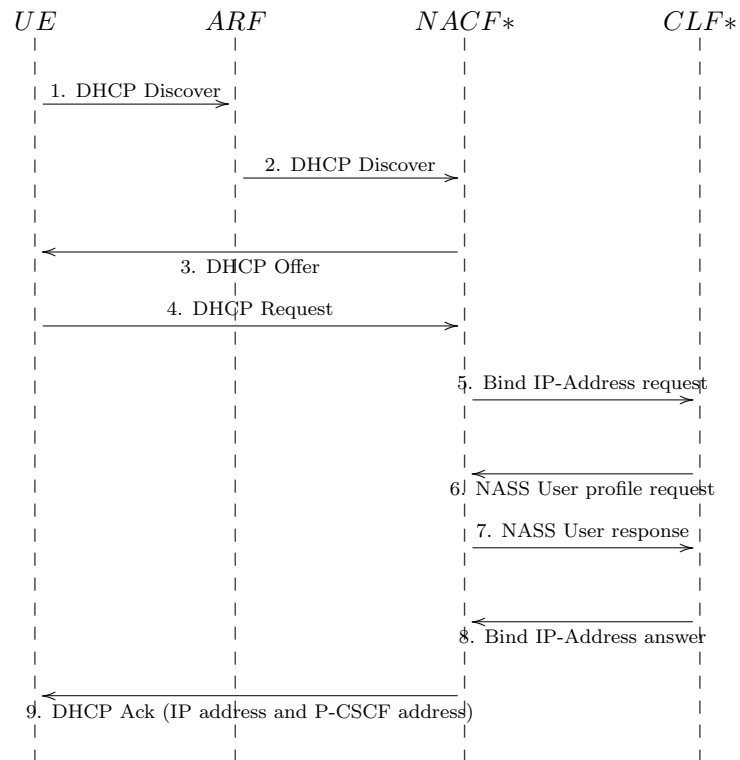 UE ARF NACF* CLF*
1. DHCP Discover
2. DHCP Discover
3. DHCP Offer
4. DHCP Request
5. Bind IP-Address request
6. NASS User profile request
7. NASS User response
8. Bind IP-Address answer
9. DHCP Ack (IP address and P-CSCF address)